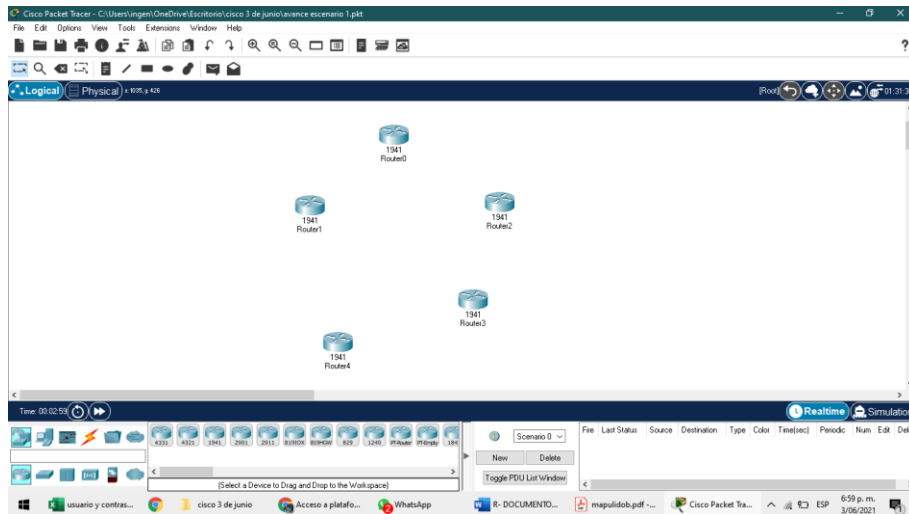 Cisco Packet Tracer - C:\Users\ingen\OneDrive\Escritorio\cisco 3 de junio\avance escenario 1.pkt
File Edit Options View Tools Extensions Window Help
?
Logical Physical x: 1035, y: 426 [Root] 01:31:3
1941
Router0
1941
Router1
1941
Router2
1941
Router3
1941
Router4
Time: 00:02:59 Realtime Simulation
4331 4321 1941 2901 2911 819IOX 819HGW 829 1240 PT-Router PT-Empty 184
Scenario 0
Fire Last Status Source Destination Type Color Time(sec) Periodic Num Edit Del
New Delete
Toggle PDU List Window
(Select a Device to Drag and Drop to the Workspace)
usuario y contras... cisco 3 de junio Acceso a platafo... WhatsApp R- DOCUMENTO... mapulidob.pdf -... Cisco Packet Tra... ESP 6:59 p. m.
3/06/2021